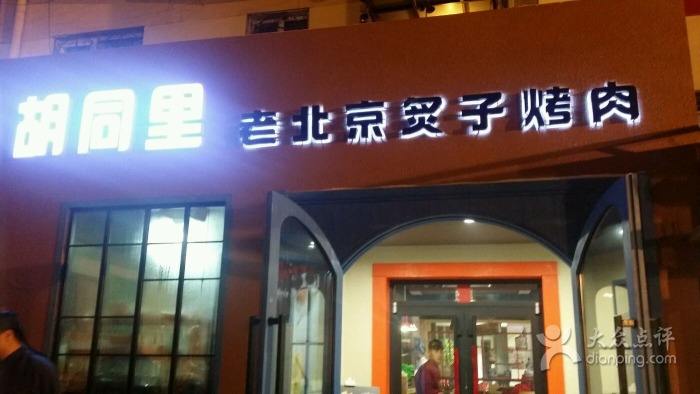 胡同里 老北京炙子烤肉
大众点评
dianping.com